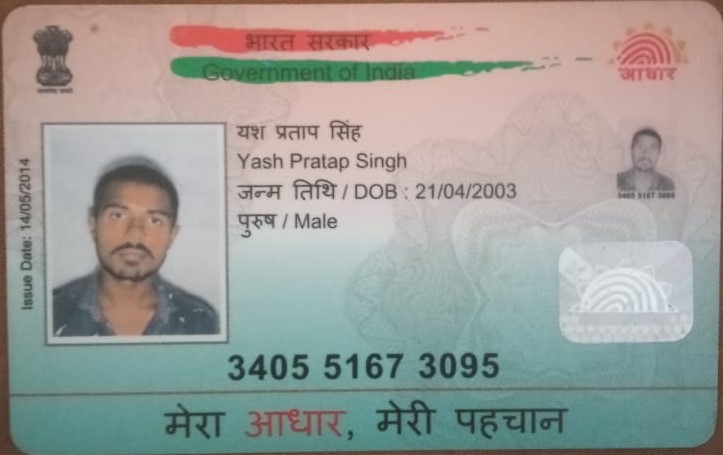 भारत सरकार
Government of India
आधार
यश प्रताप सिंह
Yash Pratap Singh
जन्म तिथि / DOB : 21/04/2003
पुरुष / Male
Issue Date: 14/05/2014
3405 5167 3095
3405 5167 3095
मेरा आधार, मेरी पहचान